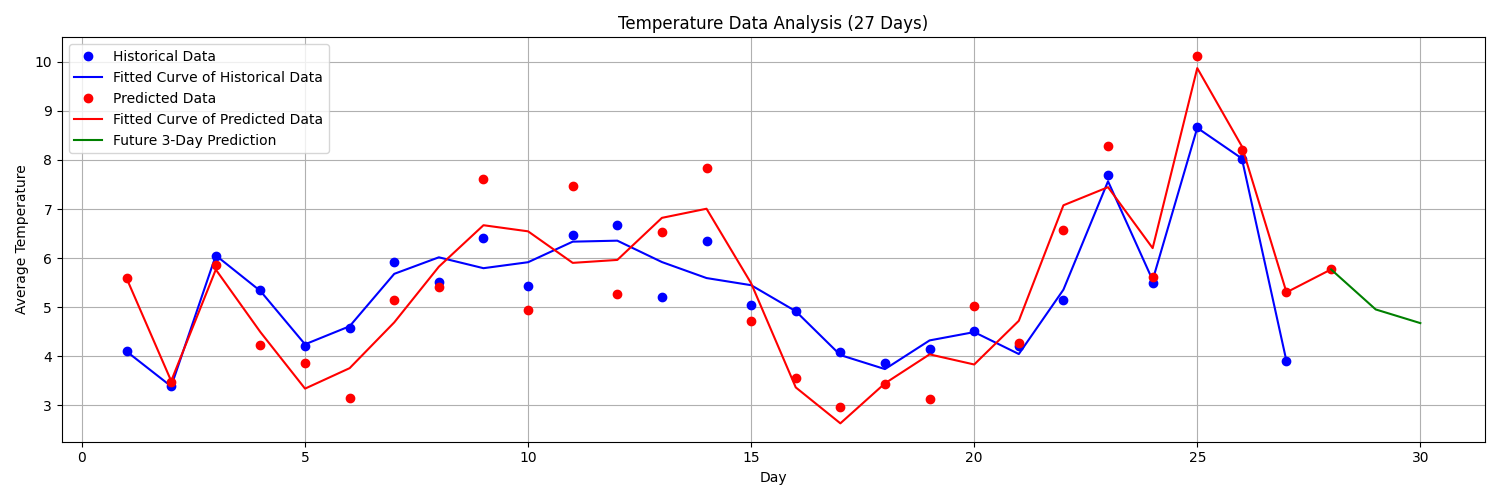 Temperature Data Analysis (27 Days)
Historical Data
Fitted Curve of Historical Data
Predicted Data
Fitted Curve of Predicted Data
Future 3-Day Prediction
Average Temperature
10
9
8
7
6
5
4
3
0
5
10
15
20
25
30
Day